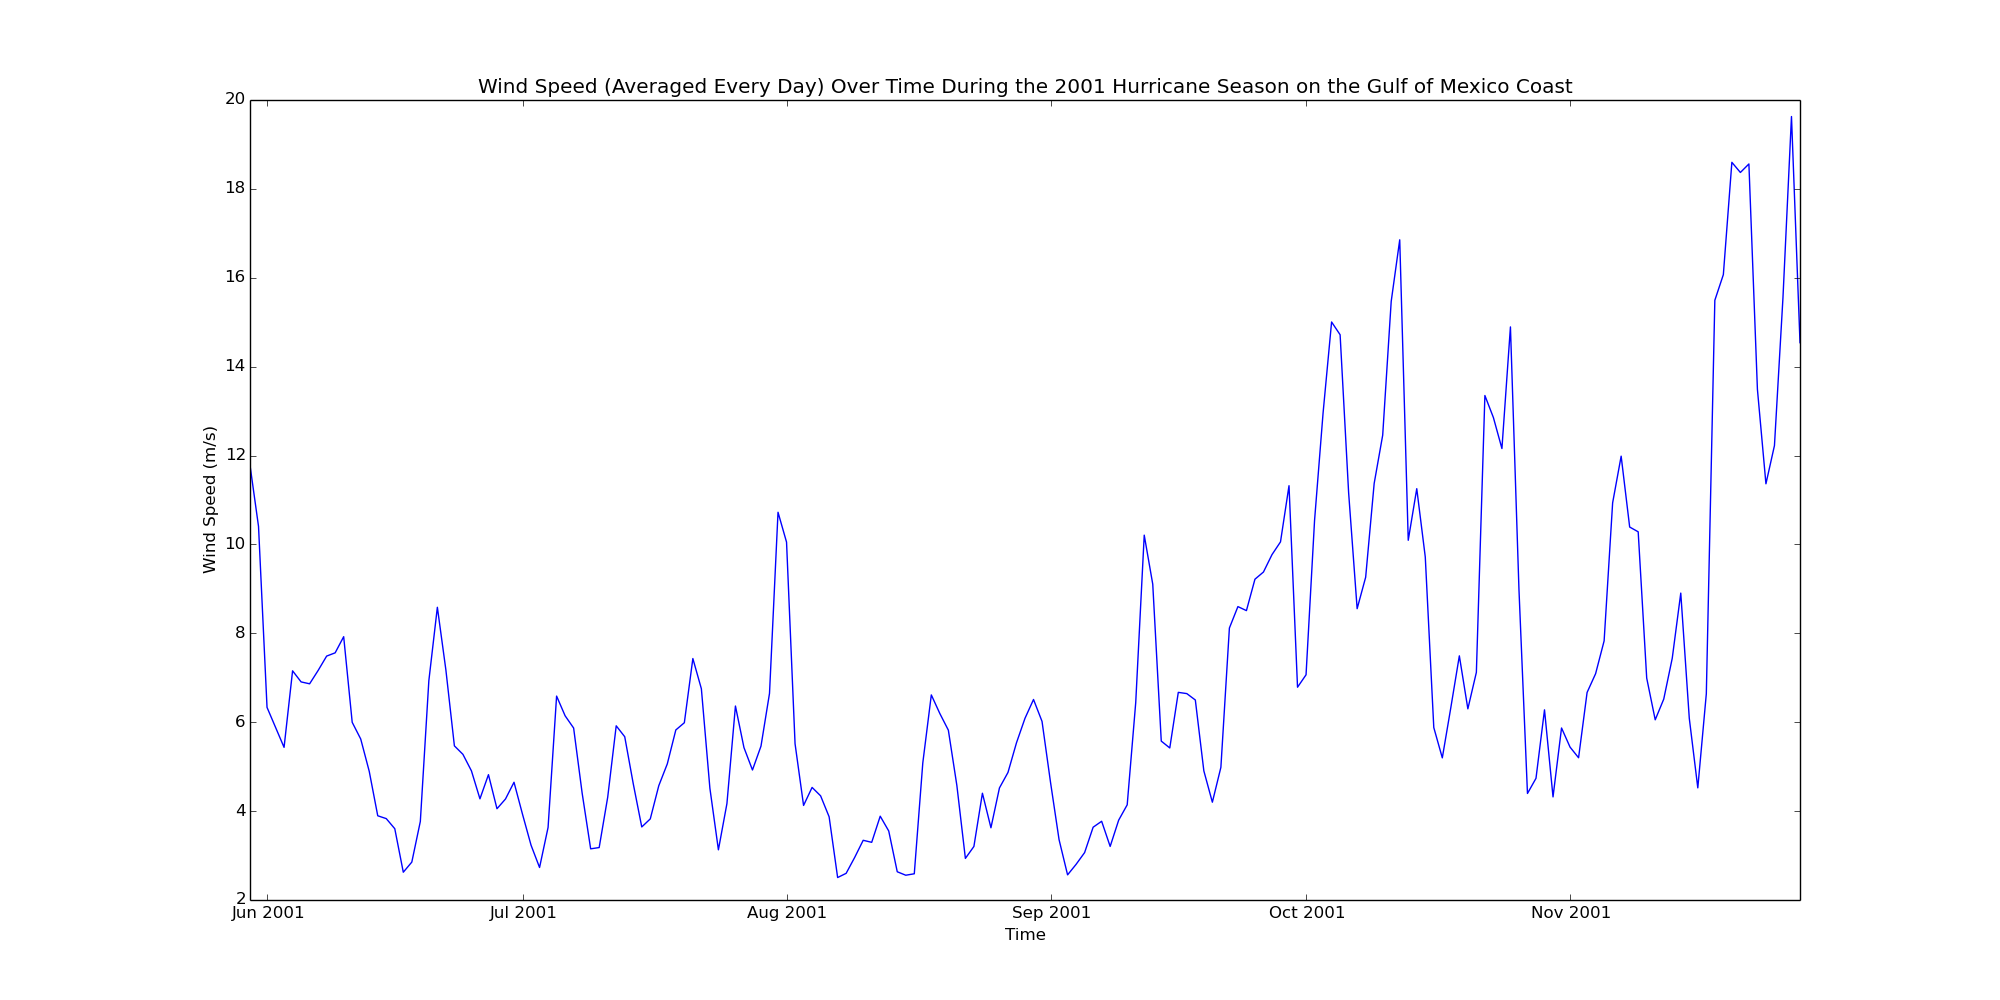 Wind Speed (Averaged Every Day) Over Time During the 2001 Hurricane Season on the Gulf of Mexico Coast
20
18
16
14
12
10
8
6
4
2
Wind Speed (m/s)
Jun 2001 Jul 2001 Aug 2001 Sep 2001 Oct 2001 Nov 2001
Time